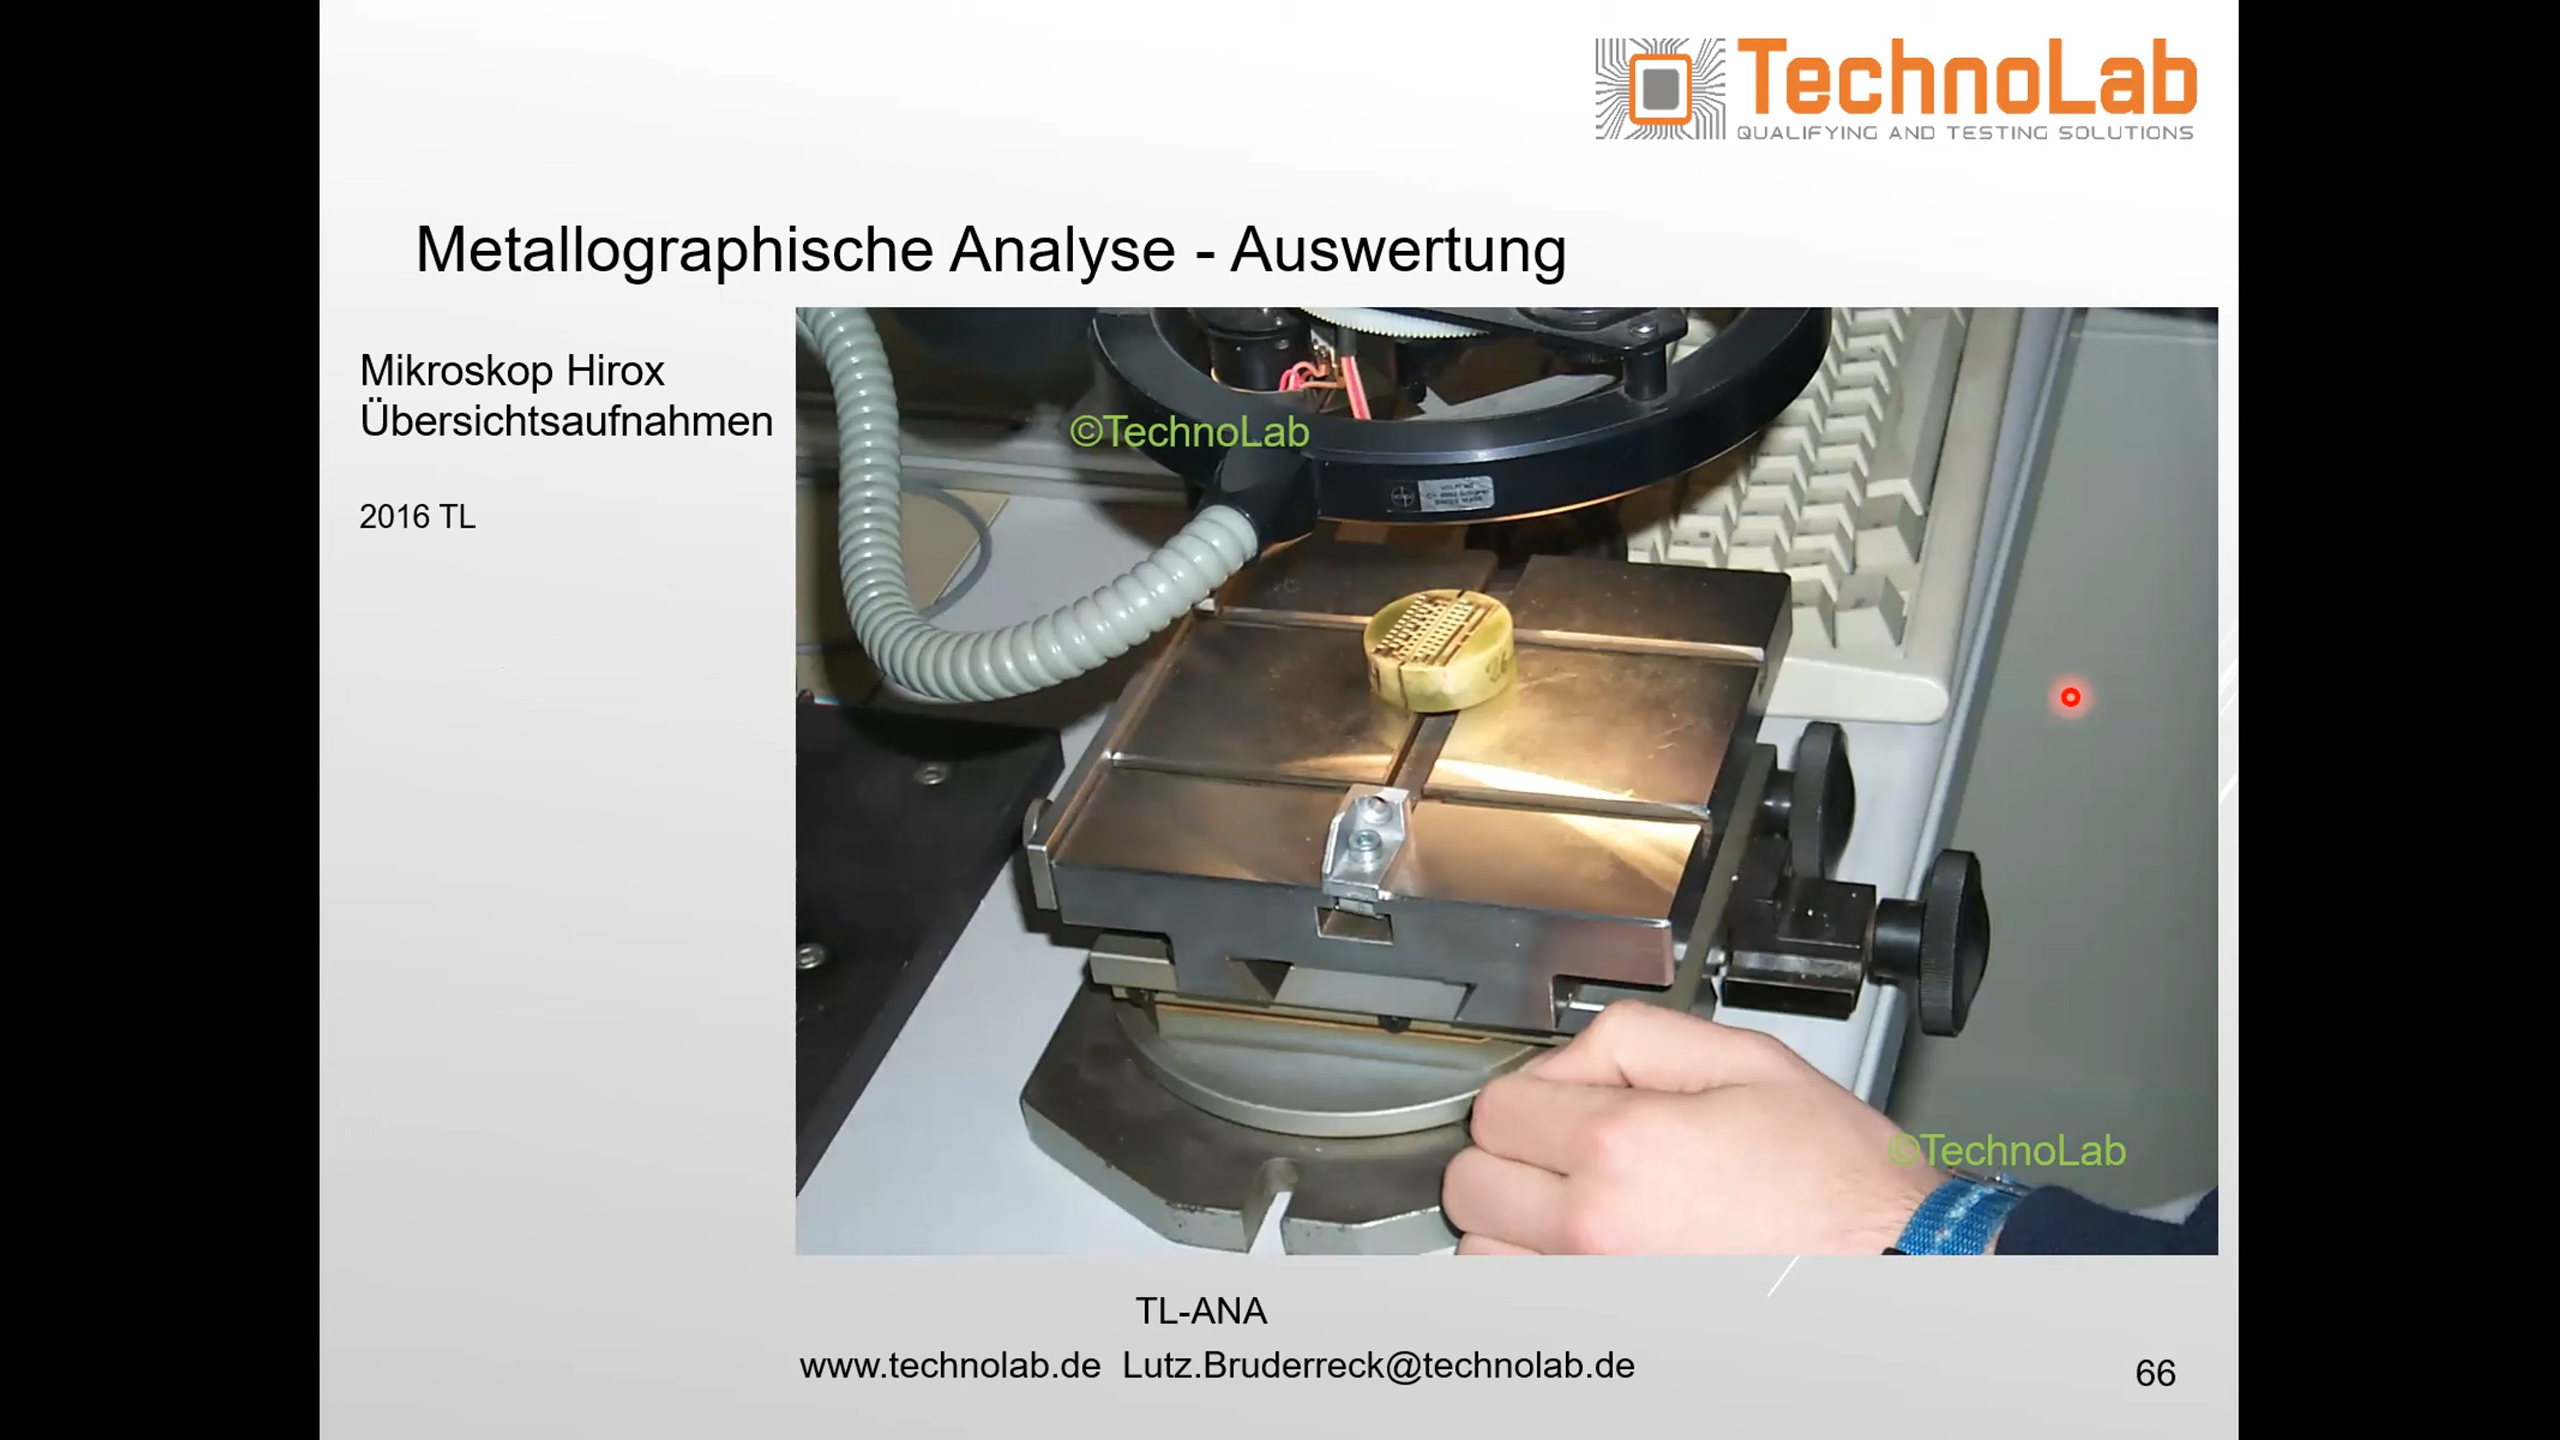 TechnoLab
QUALIFYING AND TESTING SOLUTIONS
Metallographische Analyse - Auswertung
Mikroskop Hirox
Übersichtsaufnahmen
2016 TL
©TechnoLab
©TechnoLab
TL-ANA
www.technolab.de Lutz.Bruderreck@technolab.de
66